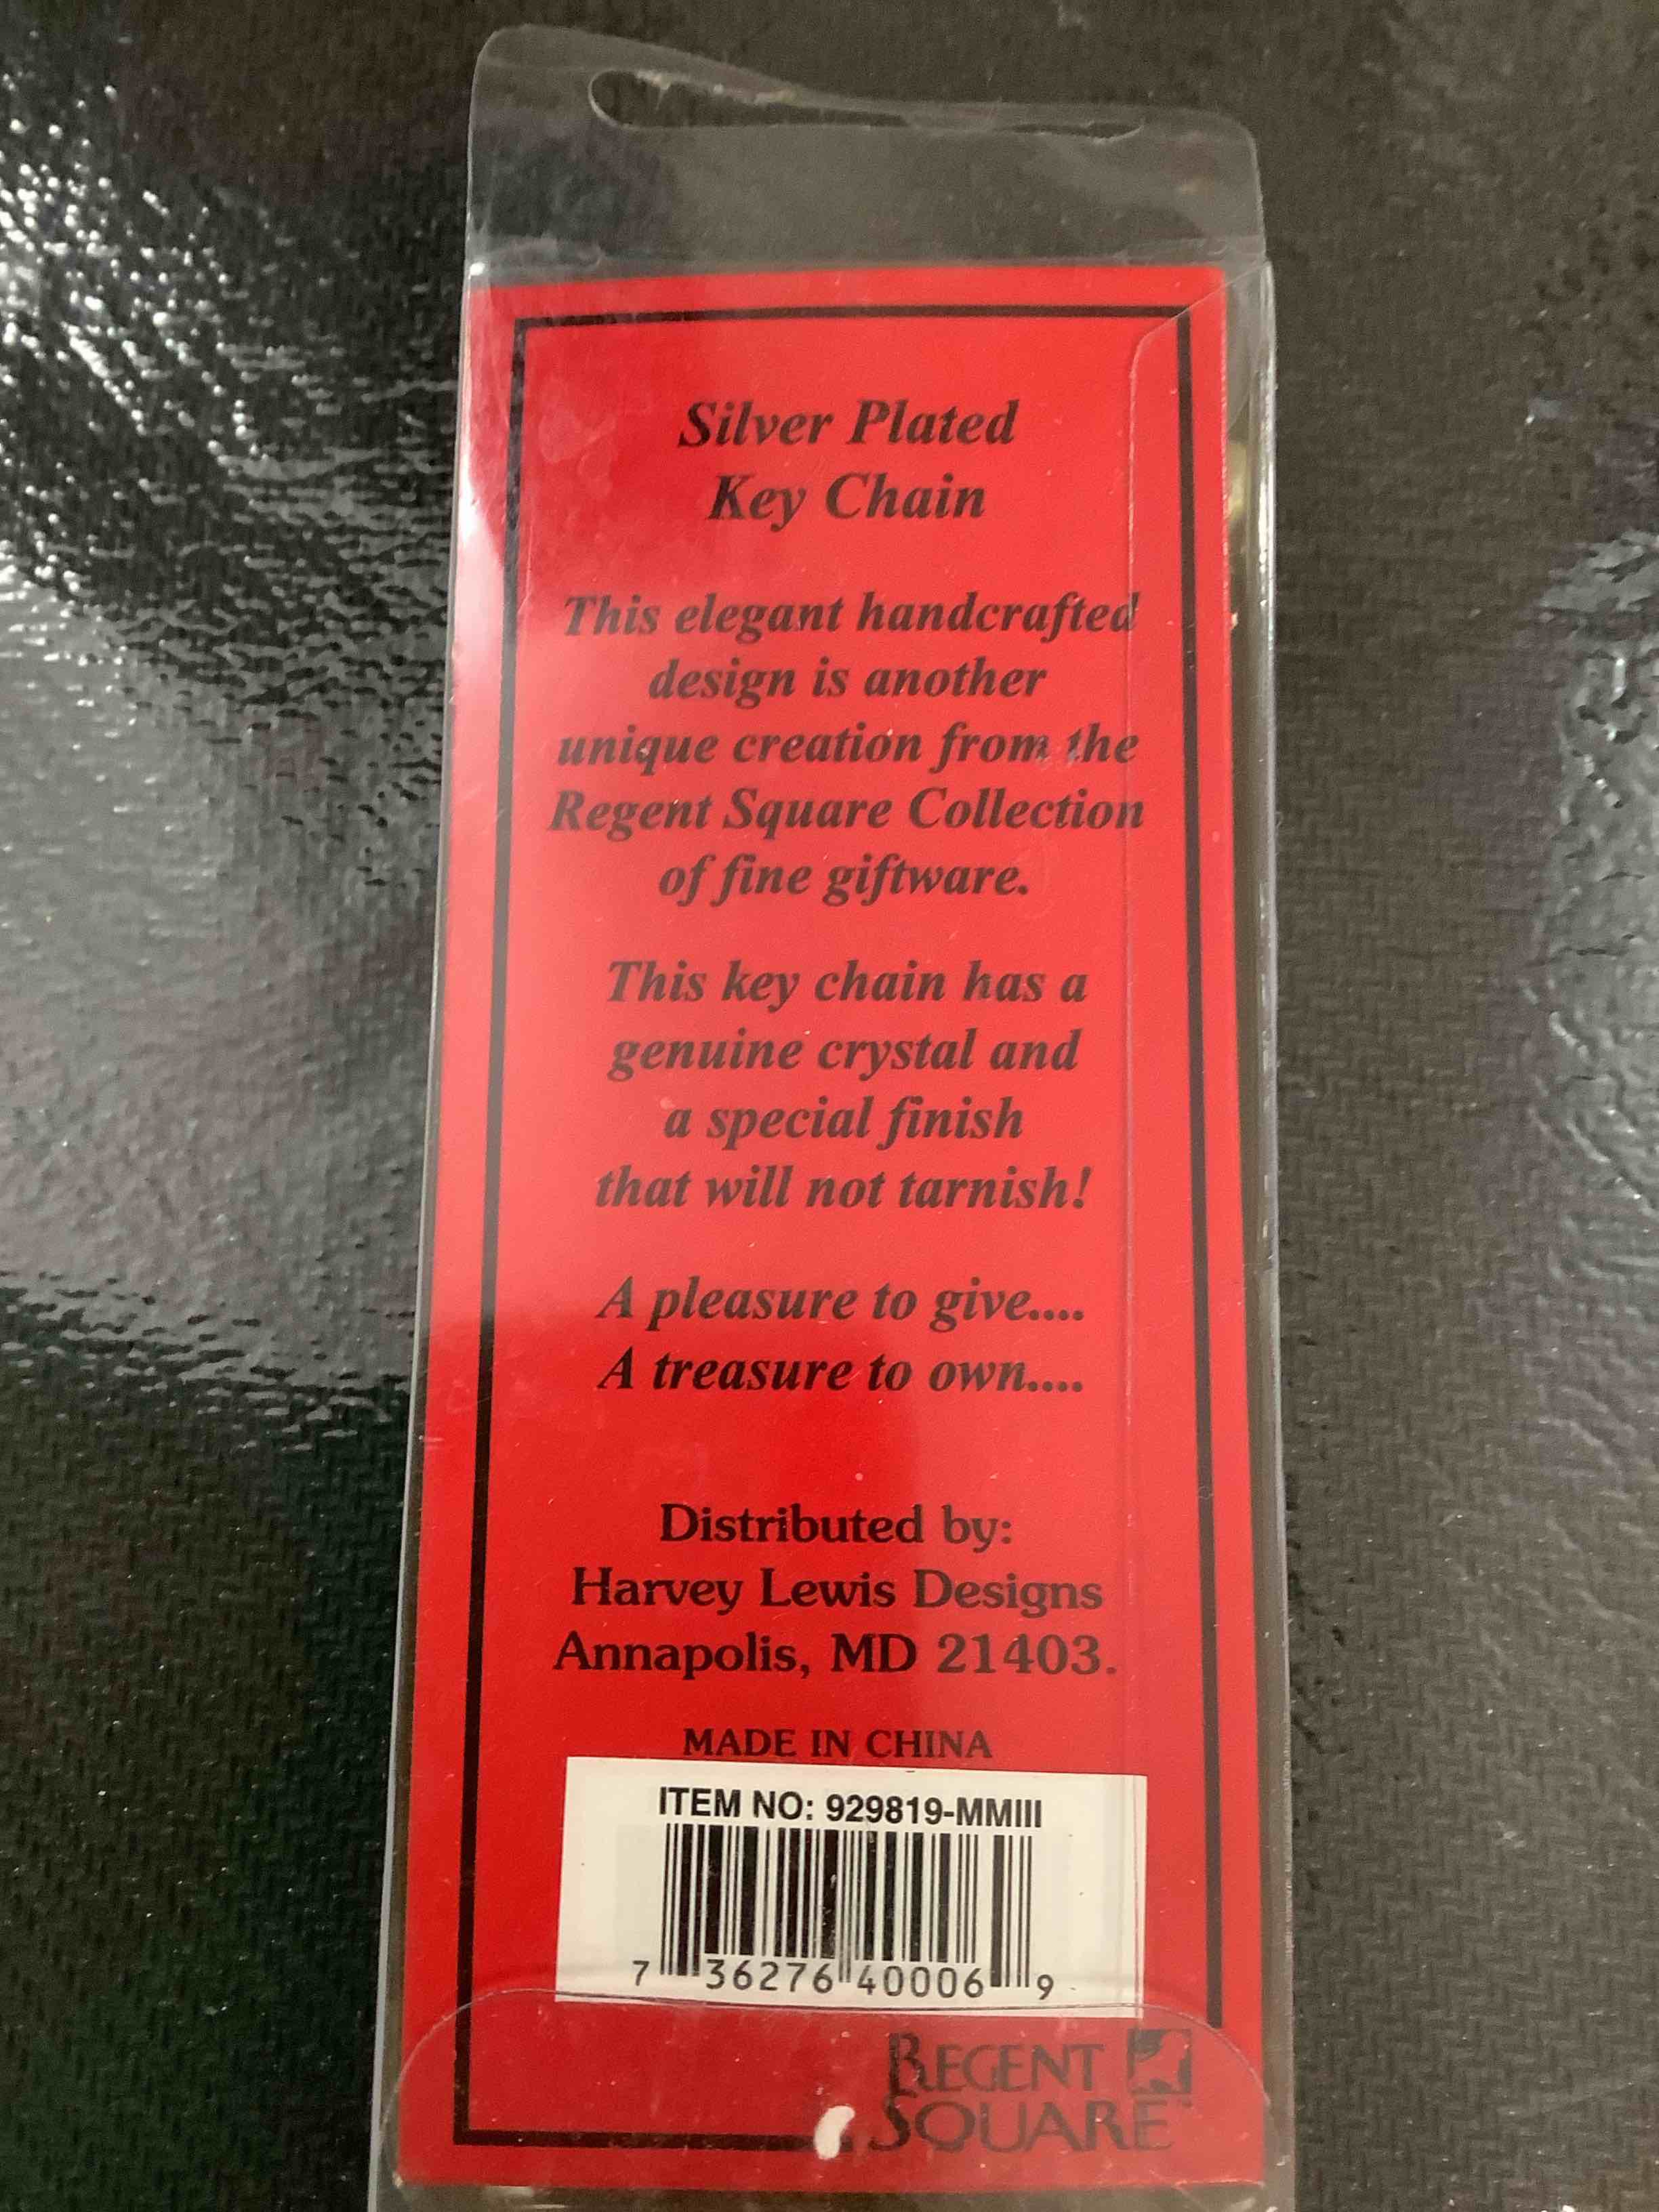 Silver Plated
Key Chain
This elegant handcrafted
design is another
unique creation from the
Regent Square Collection
of fine giftware.
This key chain has a
genuine crystal and
a special finish
that will not tarnish!
A pleasure to give....
A treasure to own....
Distributed by:
Harvey Lewis Designs
Annapolis, MD 21403.
MADE IN CHINA
ITEM NO: 929819-MMIII
7 36276 40006 9
REGENT
SQUARE™